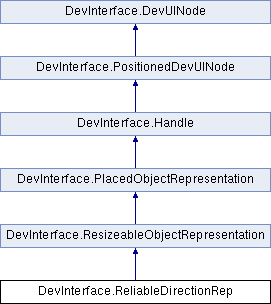 DevInterface.DevUINode
DevInterface.PositionedDevUINode
DevInterface.Handle
DevInterface.PlacedObjectRepresentation
DevInterface.ResizeableObjectRepresentation
DevInterface.ReliableDirectionRep